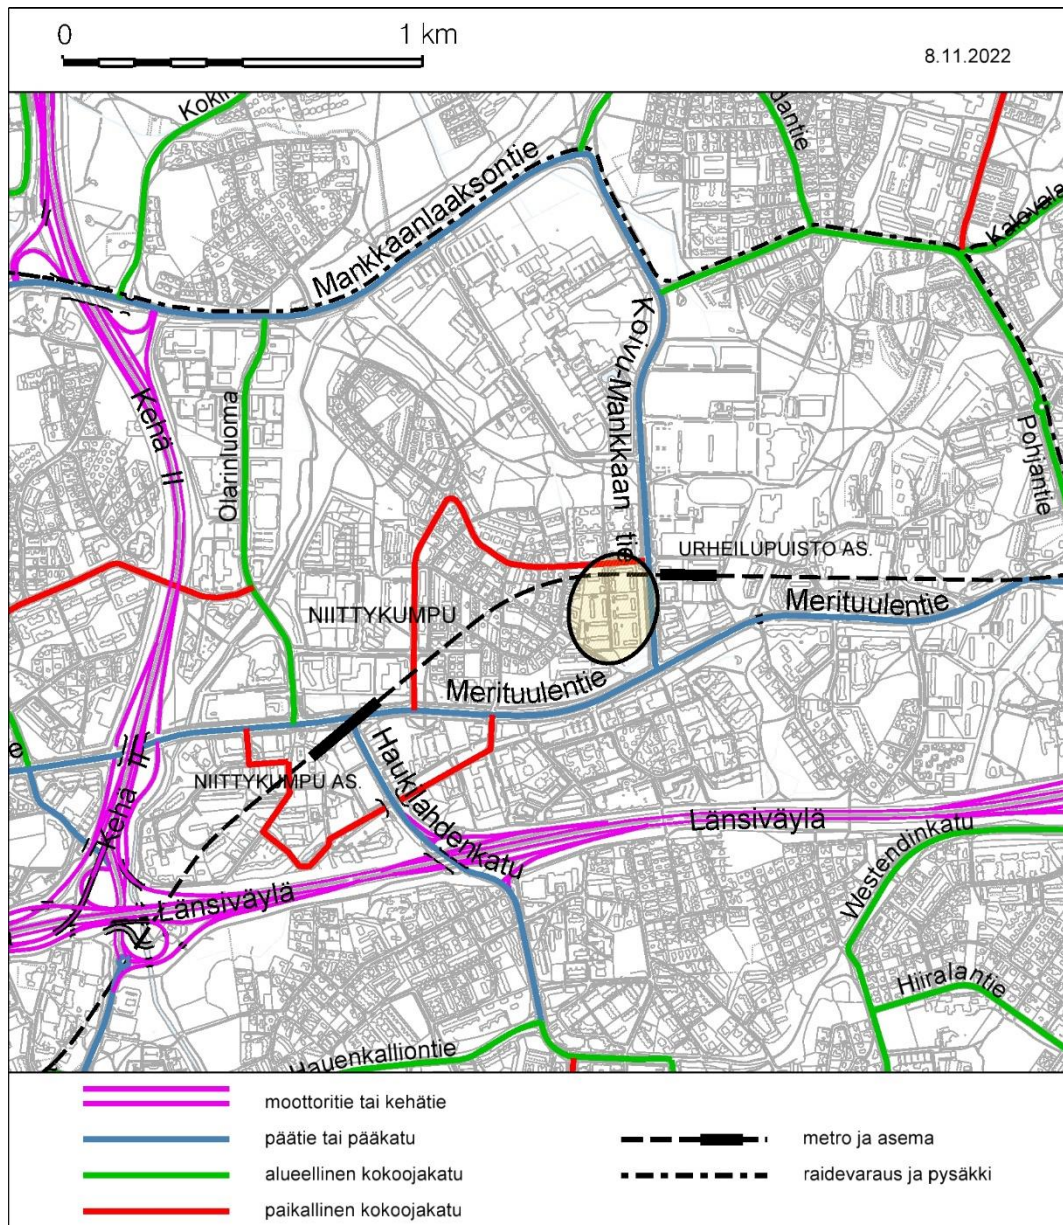 0
1 km
8.11.2022
Mankkaanlaaksontie
Koivu-Mankkaan tie
Kehä II
Olarinluoma
Pohjantie
URHEILUPUISTO AS.
NIITTYKUMPU
Merituulentie
Merituulentie
NIITTYKUMPU AS.
Haukilahdenkatu
Kehä II
Länsiväylä
Länsiväylä
Westendinkatu
Hiiralantie
Hauenkalliontie
moottoritie tai kehätie
päätie tai pääkatu
alueellinen kokoojakatu
paikallinen kokoojakatu
metro ja asema
raidevaraus ja pysäkki